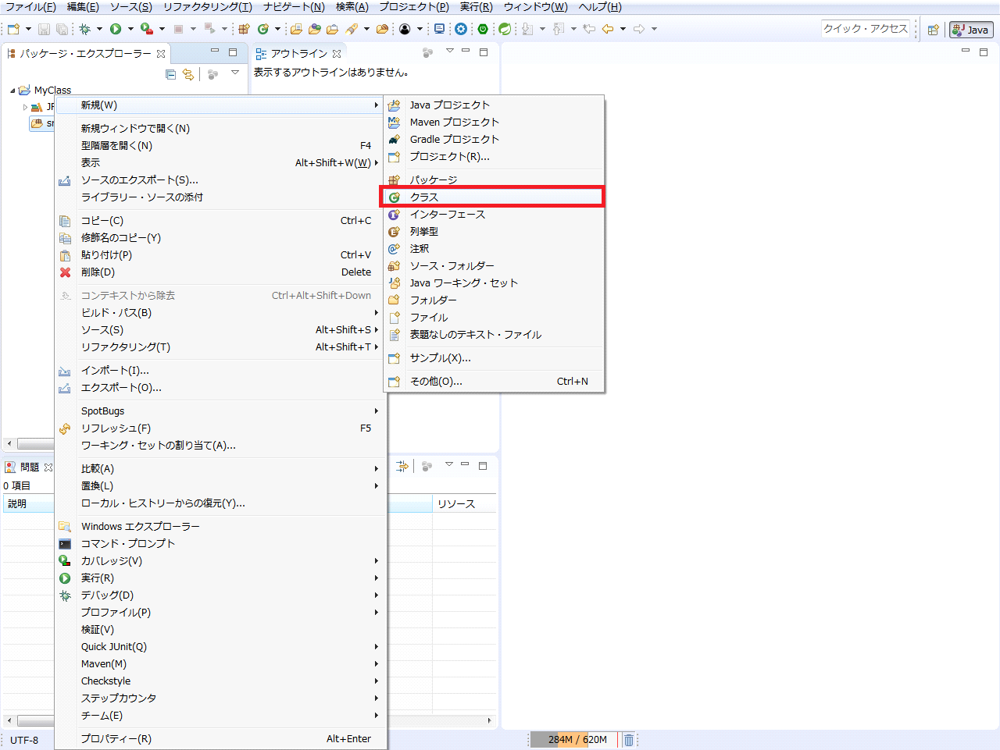 ファイル(F) 編集(E) ソース(S) リファクタリング(T) ナビゲート(N) 検索(A) プロジェクト(P) 実行(R) ウィンドウ(W) ヘルプ(H)
クイック・アクセス
Java
パッケージ・エクスプローラー
アウトライン
表示するアウトラインはありません。
MyClass
新規(W)
新規ウィンドウで開く(N)
型階層を開く(N) F4
表示 Alt+Shift+W(W)
ソースのエクスポート(S)...
ライブラリー・ソースの添付
コピー(C) Ctrl+C
修飾名のコピー(Y)
貼り付け(P) Ctrl+V
削除(D) Delete
コンテキストから除去 Ctrl+Alt+Shift+Down
ビルド・パス(B)
ソース(S) Alt+Shift+S
リファクタリング(T) Alt+Shift+T
インポート(I)...
エクスポート(O)...
SpotBugs
リフレッシュ(F) F5
ワーキング・セットの割り当て(A)...
比較(A)
置換(L)
ローカル・ヒストリーからの復元(Y)...
Windows エクスプローラー
コマンド・プロンプト
カバレッジ(V)
実行(R)
デバッグ(D)
プロファイル(P)
検証(V)
Quick JUnit(Q)
Maven(M)
Checkstyle
ステップカウンタ
チーム(E)
プロパティー(R) Alt+Enter
Java プロジェクト
Maven プロジェクト
Gradle プロジェクト
プロジェクト(R)...
パッケージ
クラス
インターフェース
列挙型
注釈
ソース・フォルダー
Java ワーキング・セット
フォルダー
ファイル
表題なしのテキスト・ファイル
サンプル(X)...
その他(O)... Ctrl+N
問題
0 項目
説明
リソース
UTF-8
284M / 620M